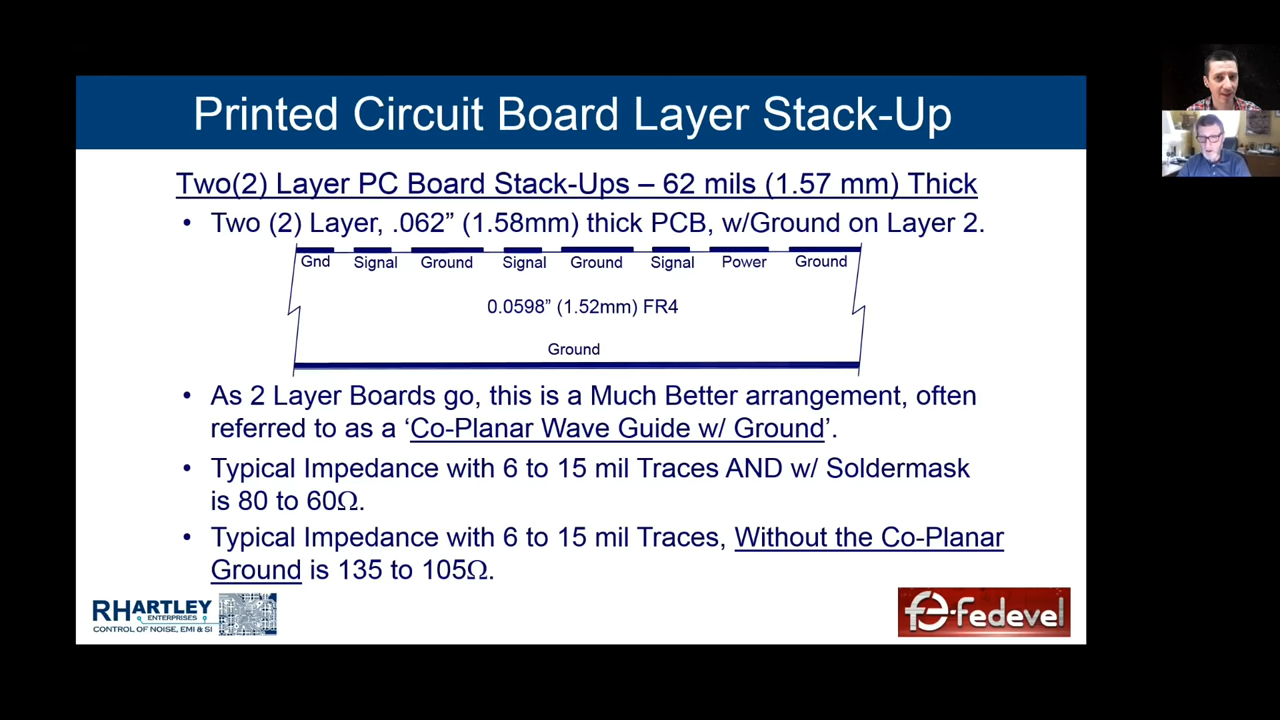 Printed Circuit Board Layer Stack-Up
Two(2) Layer PC Board Stack-Ups – 62 mils (1.57 mm) Thick
• Two (2) Layer, .062” (1.58mm) thick PCB, w/Ground on Layer 2.
Gnd Signal Ground Signal Ground Signal Power Ground
0.0598” (1.52mm) FR4
Ground
• As 2 Layer Boards go, this is a Much Better arrangement, often
referred to as a ‘Co-Planar Wave Guide w/ Ground’.
• Typical Impedance with 6 to 15 mil Traces AND w/ Soldermask
is 80 to 60Ω.
• Typical Impedance with 6 to 15 mil Traces, Without the Co-Planar
Ground is 135 to 105Ω.
RHARTLEY
ENTERPRISES
CONTROL OF NOISE, EMI & SI
fedevel